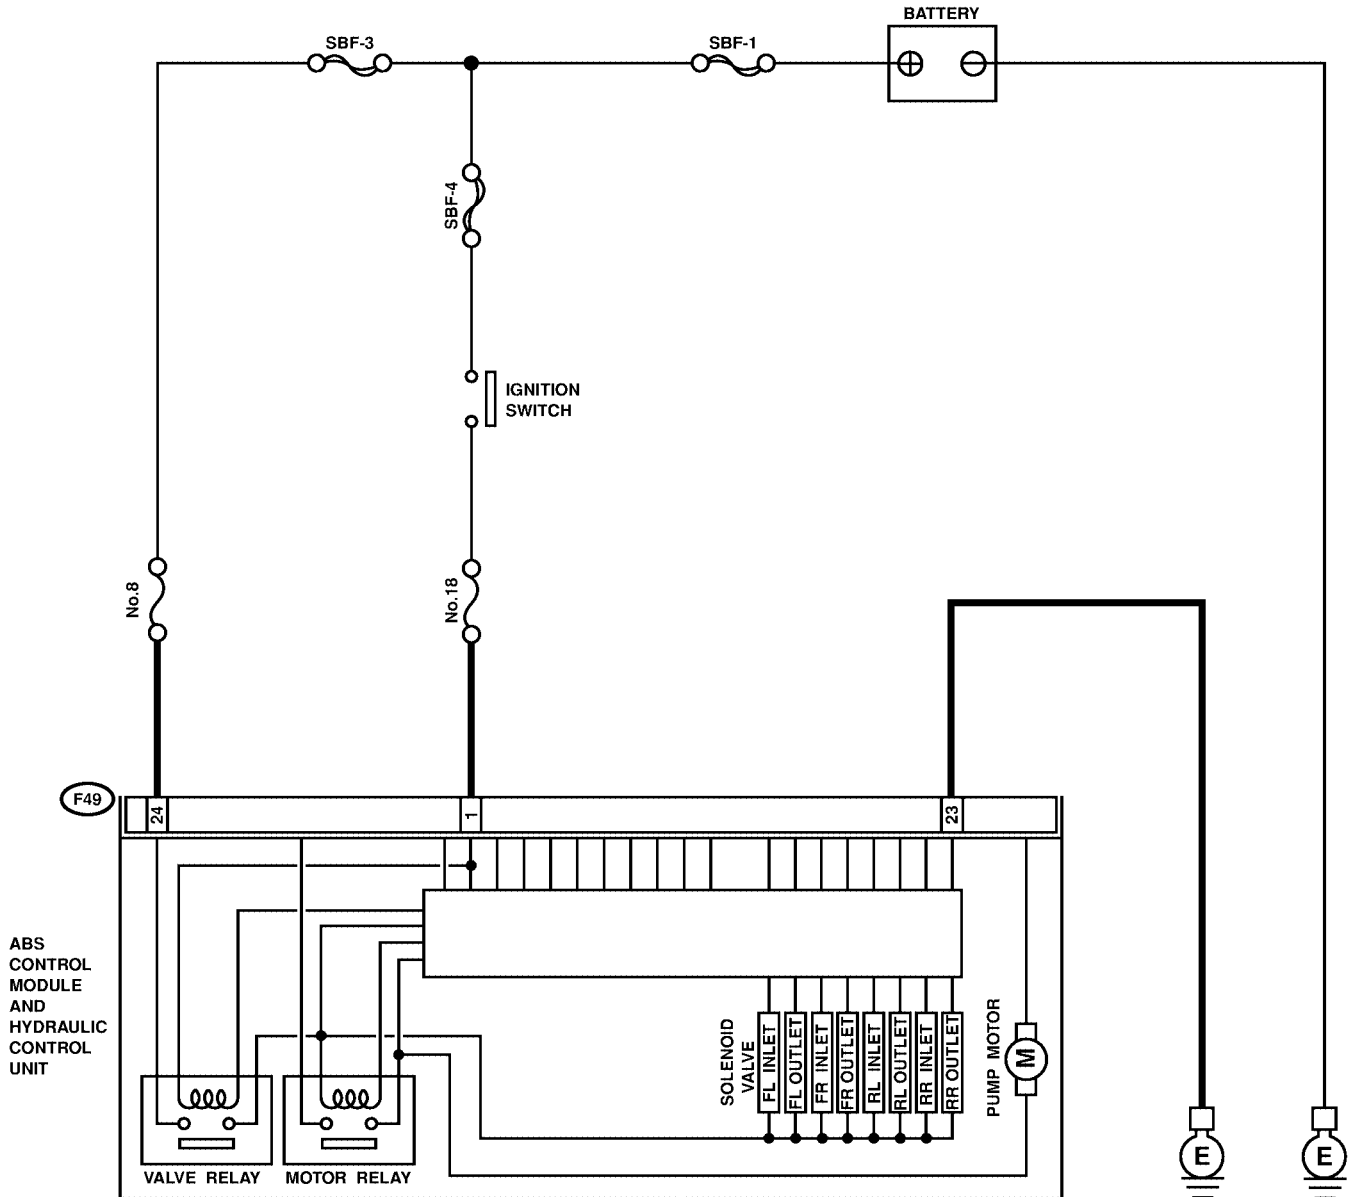 BATTERY
SBF-3
SBF-1
SBF-4
IGNITION
SWITCH
No.8
No.18
F49
24
1
23
ABS
CONTROL
MODULE
AND
HYDRAULIC
CONTROL
UNIT
SOLENOID
VALVE
FL INLET
FL OUTLET
FR INLET
FR OUTLET
RL INLET
RL OUTLET
RR INLET
RR OUTLET
PUMP MOTOR
M
E
E
VALVE RELAY
MOTOR RELAY